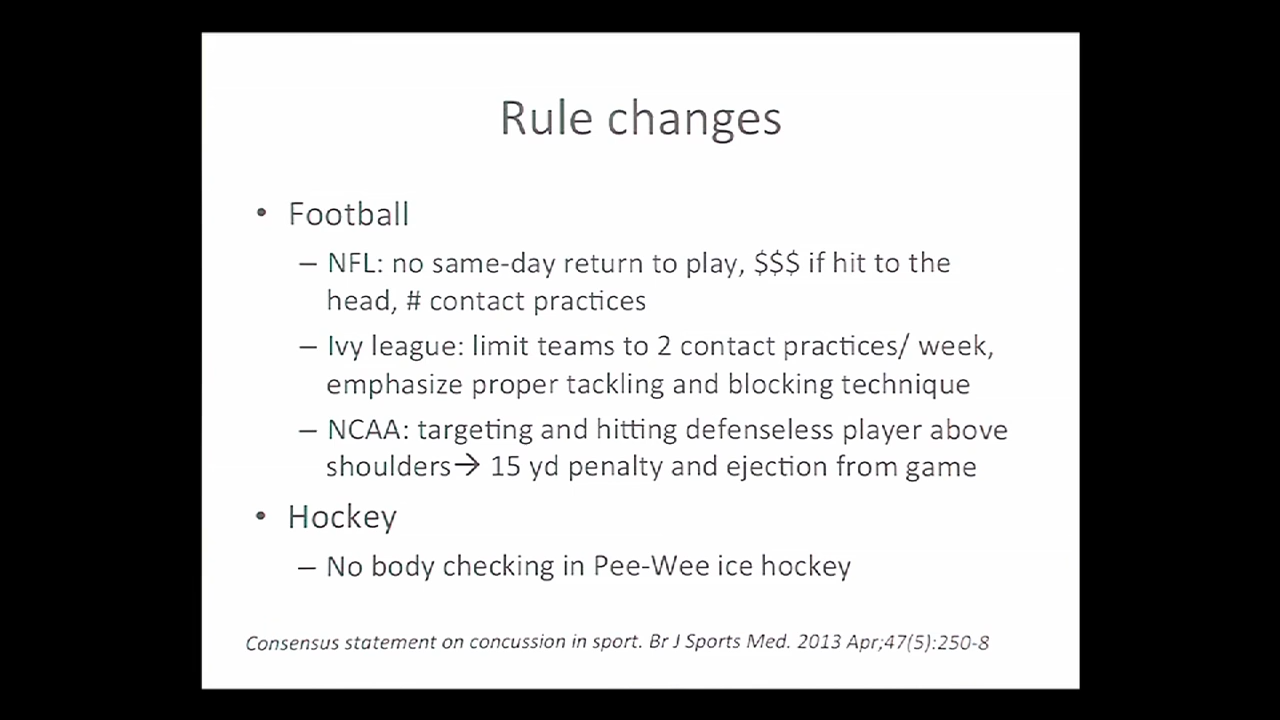 Rule changes
• Football
– NFL: no same-day return to play, $$$ if hit to the
head, # contact practices
– Ivy league: limit teams to 2 contact practices/ week,
emphasize proper tackling and blocking technique
– NCAA: targeting and hitting defenseless player above
shoulders→ 15 yd penalty and ejection from game
• Hockey
– No body checking in Pee-Wee ice hockey
Consensus statement on concussion in sport. Br J Sports Med. 2013 Apr;47(5):250-8